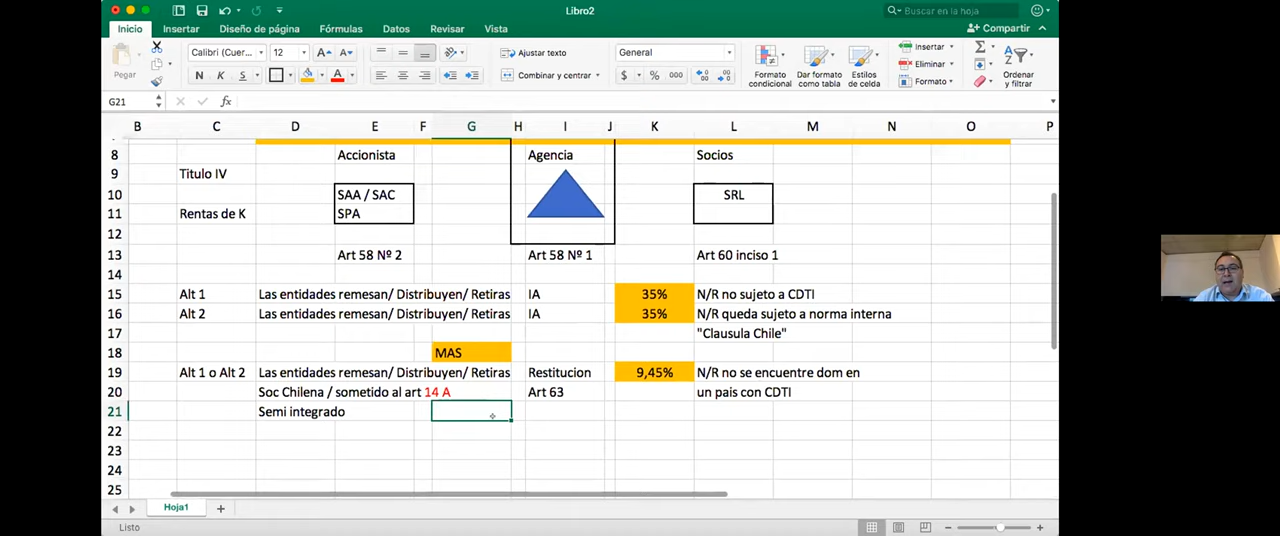 Libro2
Buscar en la hoja
Inicio Insertar Diseño de página Fórmulas Datos Revisar Vista
Compartir
Pegar
Calibri (Cuer... 12 A A
N K S A
Ajustar texto
Combinar y centrar
General
$ % 000
Formato condicional
Dar formato como tabla
Estilos de celda
Insertar
Eliminar
Formato
Ordenar y filtrar
G21 fx
B C D E F G H I J K L M N O P
8 Accionista Agencia Socios
9 Titulo IV
10 SAA / SAC SRL
11 Rentas de K SPA
12
13 Art 58 Nº 2 Art 58 Nº 1 Art 60 inciso 1
14
15 Alt 1 Las entidades remesan/ Distribuyen/ Retiras IA 35% N/R no sujeto a CDTI
16 Alt 2 Las entidades remesan/ Distribuyen/ Retiras IA 35% N/R queda sujeto a norma interna
17 "Clausula Chile"
18 MAS
19 Alt 1 o Alt 2 Las entidades remesan/ Distribuyen/ Retiras Restitucion 9,45% N/R no se encuentre dom en
20 Soc Chilena / sometido al art 14 A Art 63 un pais con CDTI
21 Semi integrado
22
23
24
25
Hoja1 +
Listo